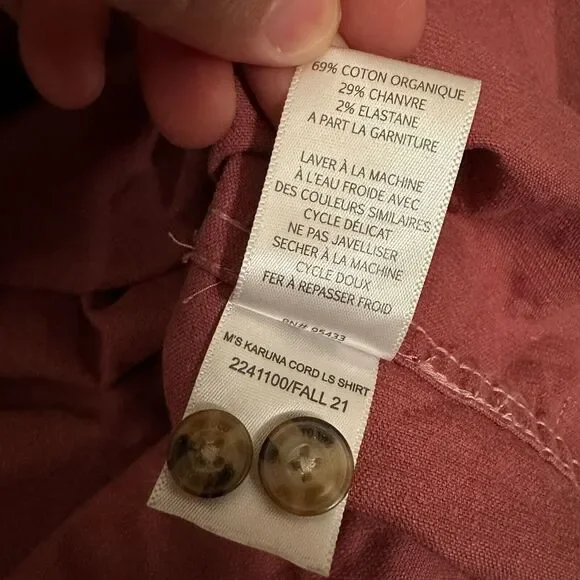 69% COTON ORGANIQUE
29% CHANVRE
2% ELASTANE
A PART LA GARNITURE
LAVER À LA MACHINE
À L'EAU FROIDE AVEC
DES COULEURS SIMILAIRES
CYCLE DÉLICAT
NE PAS JAVELLISER
SECHER À LA MACHINE
CYCLE DOUX
FER À REPASSER FROID
RN# 95433
M'S KARUNA CORD LS SHIRT
2241100/FALL 21